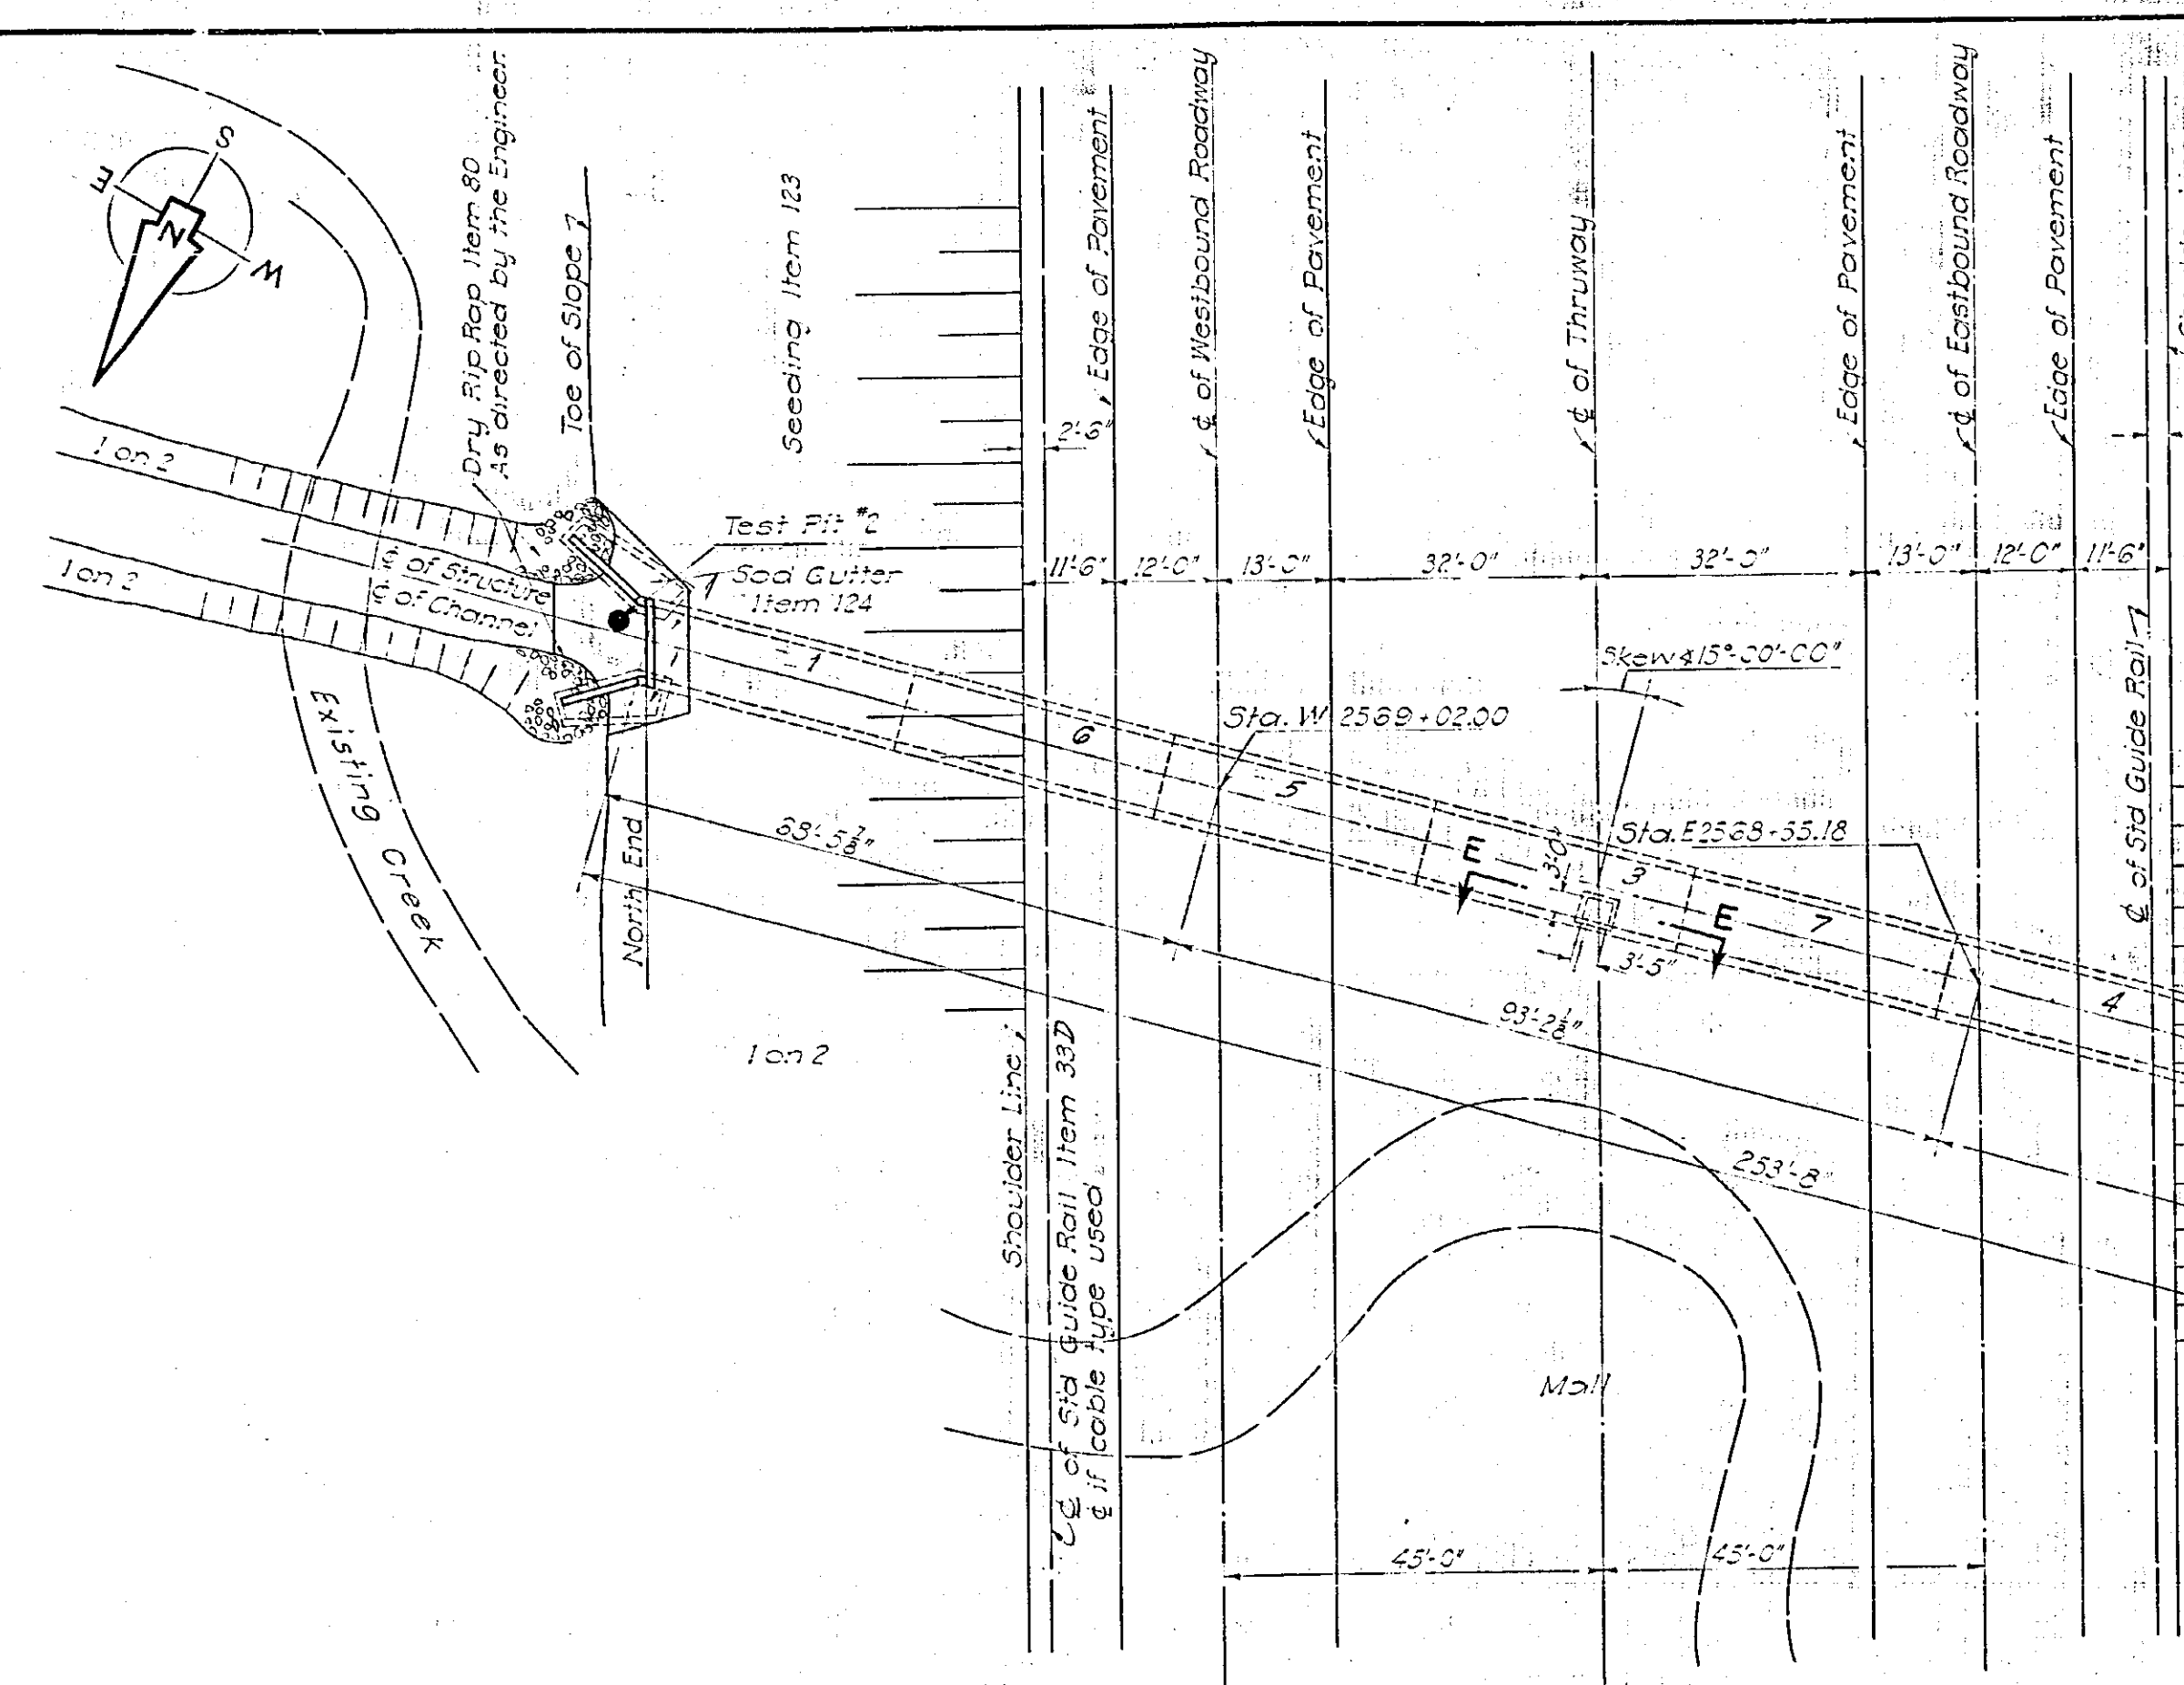 S
E
N
W
Dry Rip Rap Item 80
As directed by the Engineer.
Toe of Slope
Seeding Item 123
Edge of Pavement
℄ of Westbound Roadway
Edge of Pavement
℄ of Thruway
Edge of Pavement
℄ of Eastbound Roadway
Edge of Pavement
2'-6"
1 on 2
1 on 2
℄ of Structure
℄ of Channel
Test Pit #2
Sod Gutter
Item 124
11'-6"
12'-0"
13'-0"
32'-0"
32'-0"
13'-0"
12'-0"
11'-6"
Skew ∡15°-00'-00"
1
6
5
3
7
4
Sta. W 2569+02.00
Sta. E 2568+55.18
℄ of Std Guide Rail
Existing Creek
North End
68'-5⅞"
E
E
3'-0"
3'-5"
93'-2⅛"
253'-8"
1 on 2
Shoulder Line
℄ of Std Guide Rail Item 33D
℄ if cable type used
Mall
45'-0"
45'-0"